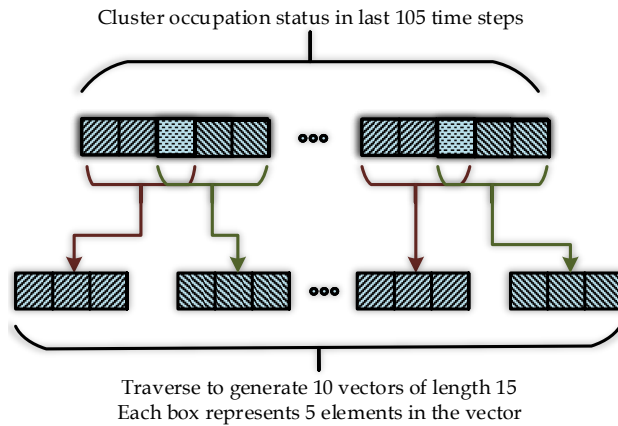 Cluster occupation status in last 105 time steps
Traverse to generate 10 vectors of length 15
Each box represents 5 elements in the vector